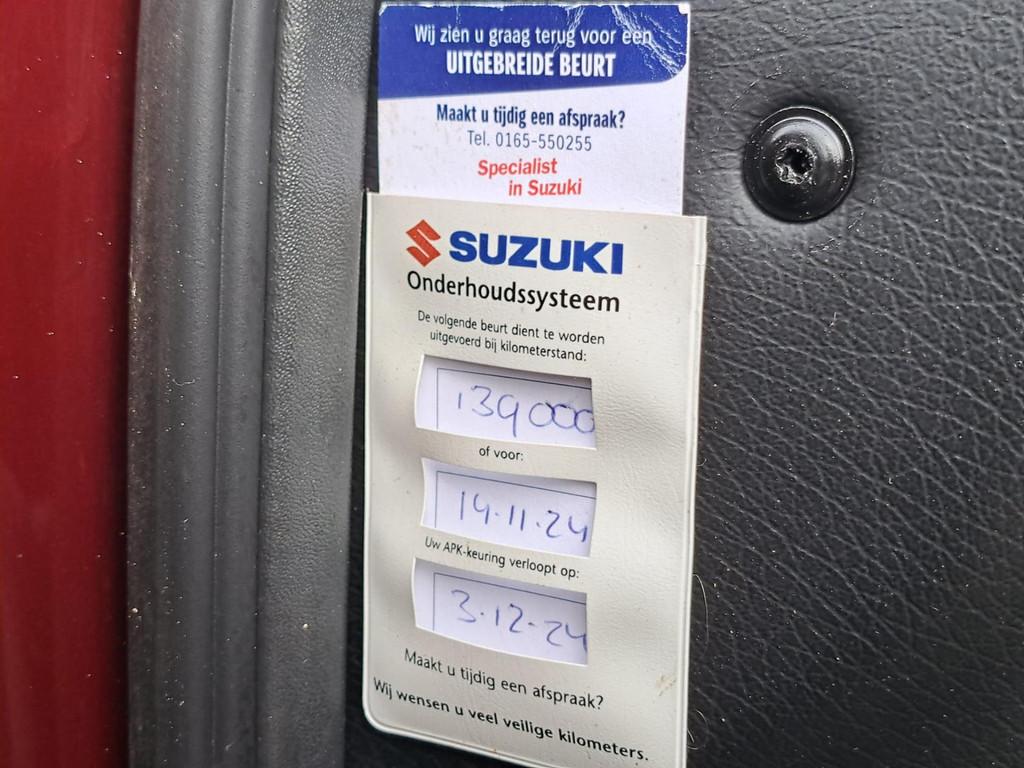 Wij zien u graag terug voor een
UITGEBREIDE BEURT
Maakt u tijdig een afspraak?
Tel. 0165-550255
Specialist
in Suzuki
SUZUKI
Onderhoudssysteem
De volgende beurt dient te worden
uitgevoerd bij kilometerstand:
139000
of voor:
14.11.24
Uw APK-keuring verloopt op:
3.12-24
Maakt u tijdig een afspraak?
Wij wensen u veel veilige kilometers.